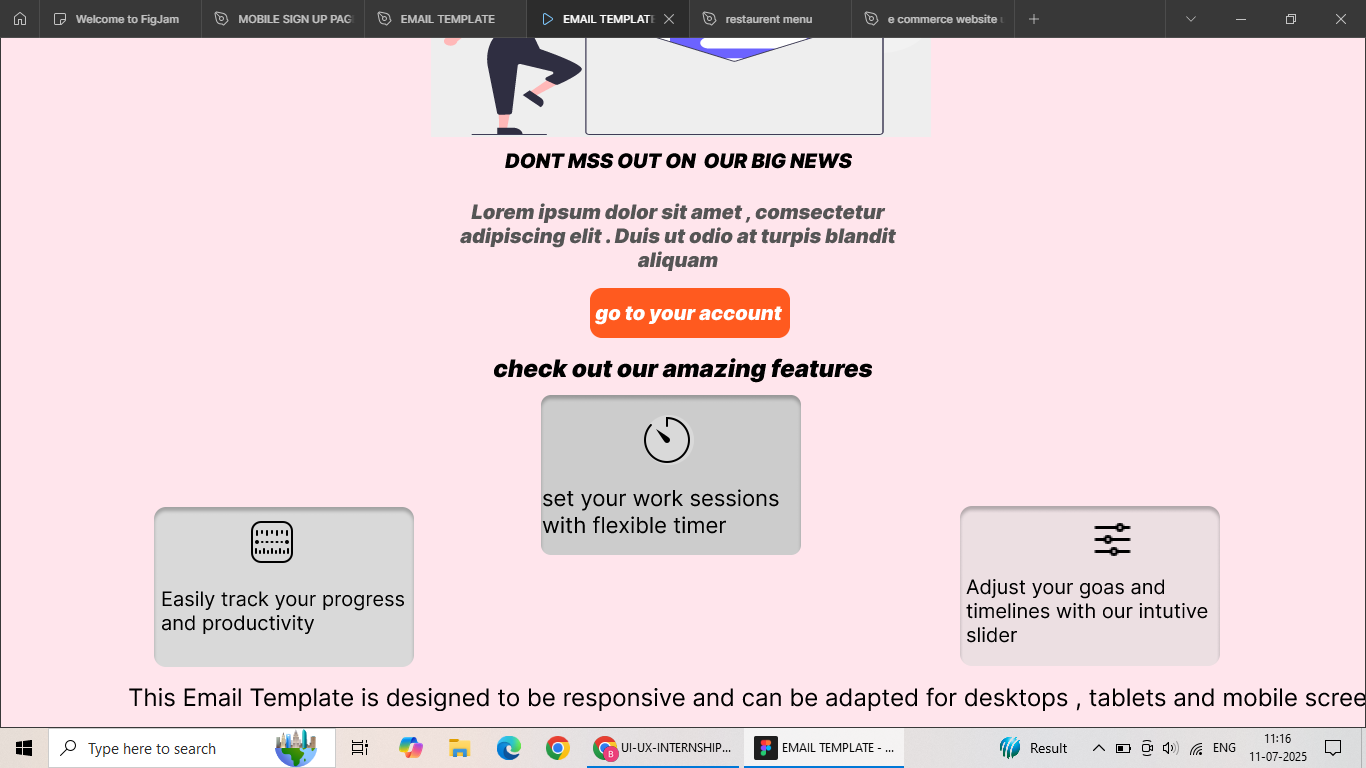 Welcome to FigJam
MOBILE SIGN UP PAG
EMAIL TEMPLATE
EMAIL TEMPLATE
restaurent menu
e commerce website u
DONT MSS OUT ON OUR BIG NEWS
Lorem ipsum dolor sit amet , comsectetur
adipiscing elit . Duis ut odio at turpis blandit
aliquam
go to your account
check out our amazing features
set your work sessions
with flexible timer
Easily track your progress
and productivity
Adjust your goas and
timelines with our intutive
slider
This Email Template is designed to be responsive and can be adapted for desktops , tablets and mobile scree
Type here to search
B
UI-UX-INTERNSHIP...
EMAIL TEMPLATE - ...
Result
ENG
11:16
11-07-2025